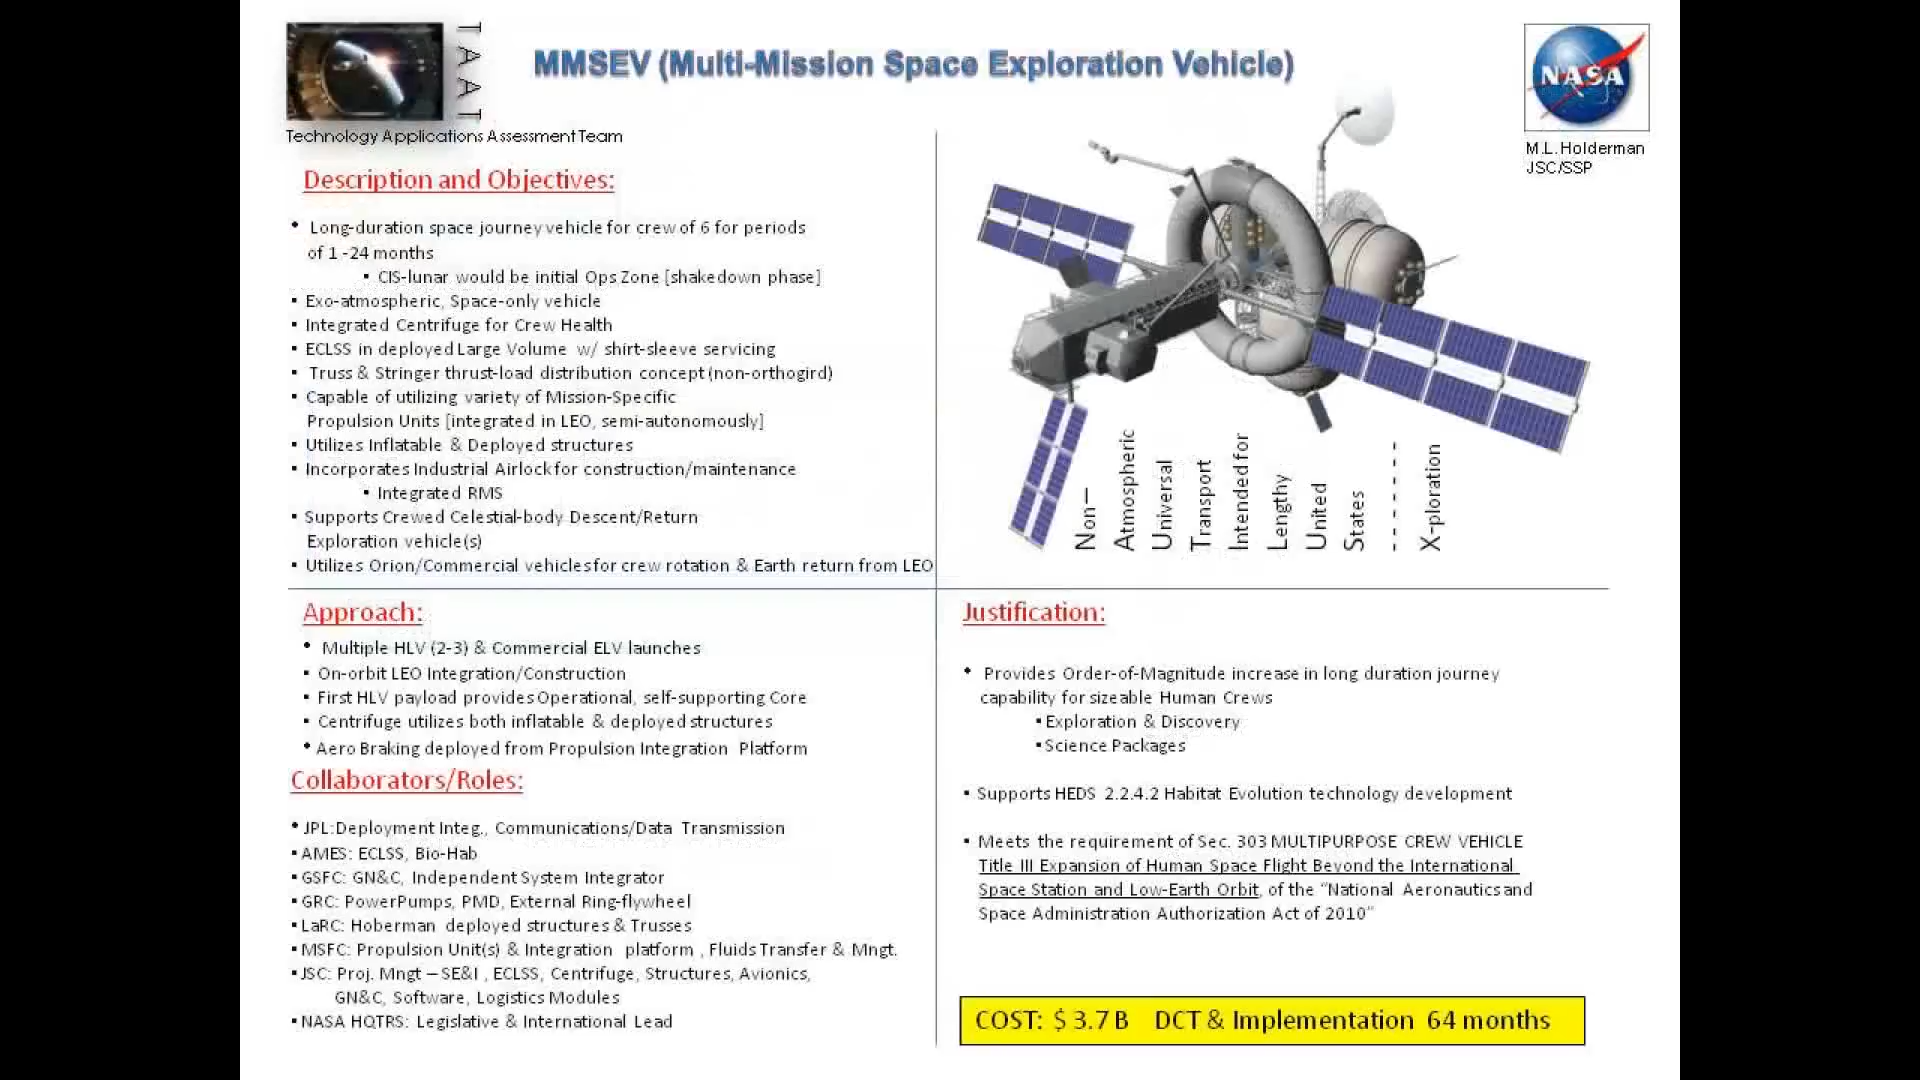 T A A T
Technology Applications Assessment Team
MMSEV (Multi-Mission Space Exploration Vehicle)
NASA
M.L. Holderman
JSC/SSP
Description and Objectives:
• Long-duration space journey vehicle for crew of 6 for periods
of 1 -24 months
▪ CIS-lunar would be initial Ops Zone [shakedown phase]
▪ Exo-atmospheric, Space-only vehicle
▪ Integrated Centrifuge for Crew Health
▪ ECLSS in deployed Large Volume w/ shirt-sleeve servicing
▪ Truss & Stringer thrust-load distribution concept (non-orthogird)
▪ Capable of utilizing variety of Mission-Specific
Propulsion Units [integrated in LEO, semi-autonomously]
▪ Utilizes Inflatable & Deployed structures
▪ Incorporates Industrial Airlock for construction/maintenance
▪ Integrated RMS
▪ Supports Crewed Celestial-body Descent/Return
Exploration vehicle(s)
▪ Utilizes Orion/Commercial vehicles for crew rotation & Earth return from LEO
Non—
Atmospheric
Universal
Transport
Intended for
Lengthy
United
States
- - - - - - - -
X-ploration
Approach:
• Multiple HLV (2-3) & Commercial ELV launches
▪ On-orbit LEO Integration/Construction
▪ First HLV payload provides Operational, self-supporting Core
▪ Centrifuge utilizes both inflatable & deployed structures
• Aero Braking deployed from Propulsion Integration Platform
Collaborators/Roles:
• JPL: Deployment Integ., Communications/Data Transmission
▪ AMES: ECLSS, Bio-Hab
▪ GSFC: GN&C, Independent System Integrator
▪ GRC: PowerPumps, PMD, External Ring-flywheel
▪ LaRC: Hoberman deployed structures & Trusses
▪ MSFC: Propulsion Unit(s) & Integration platform , Fluids Transfer & Mngt.
▪ JSC: Proj. Mngt – SE&I , ECLSS, Centrifuge, Structures, Avionics,
GN&C, Software, Logistics Modules
▪ NASA HQTRS: Legislative & International Lead
Justification:
• Provides Order-of-Magnitude increase in long duration journey
capability for sizeable Human Crews
▪ Exploration & Discovery
▪ Science Packages
▪ Supports HEDS 2.2.4.2 Habitat Evolution technology development
▪ Meets the requirement of Sec. 303 MULTIPURPOSE CREW VEHICLE
Title III Expansion of Human Space Flight Beyond the International
Space Station and Low-Earth Orbit, of the “National Aeronautics and
Space Administration Authorization Act of 2010”
COST: $ 3.7 B DCT & Implementation 64 months